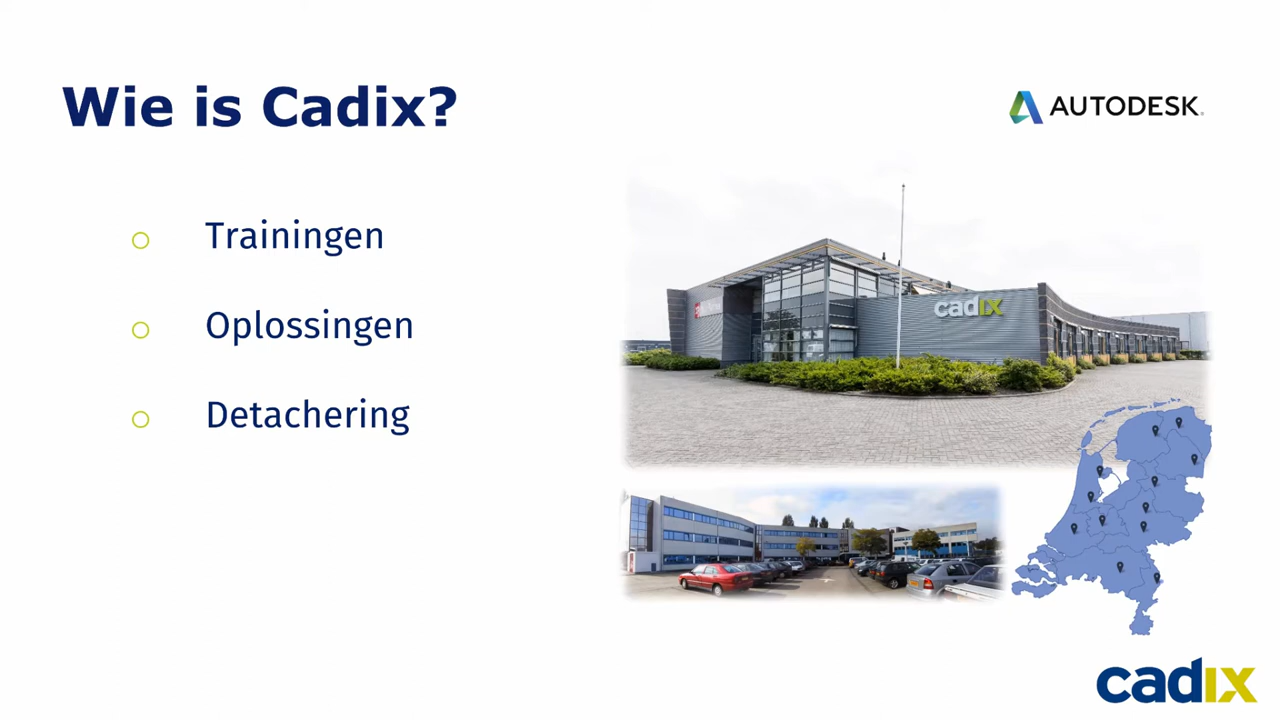 Wie is Cadix?
AUTODESK.
o Trainingen
o Oplossingen
o Detachering
cadix
cadix